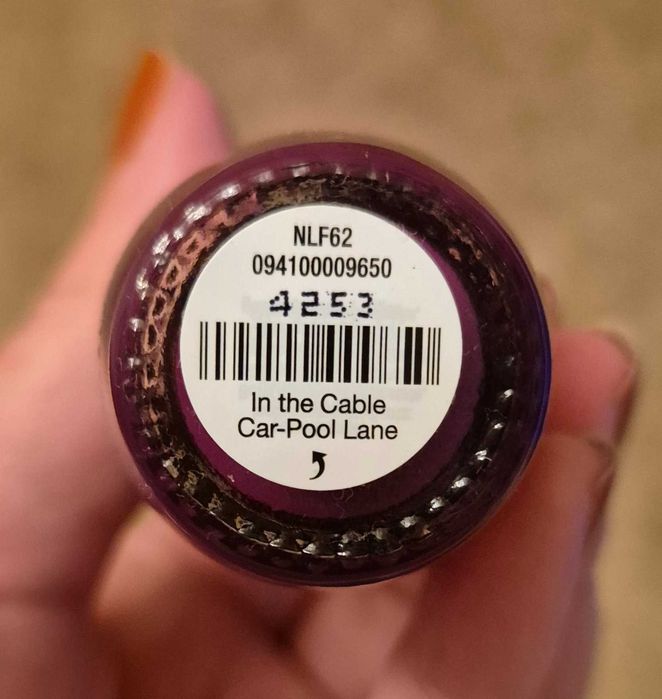 NLF62
094100009650
4253
In the Cable
Car-Pool Lane